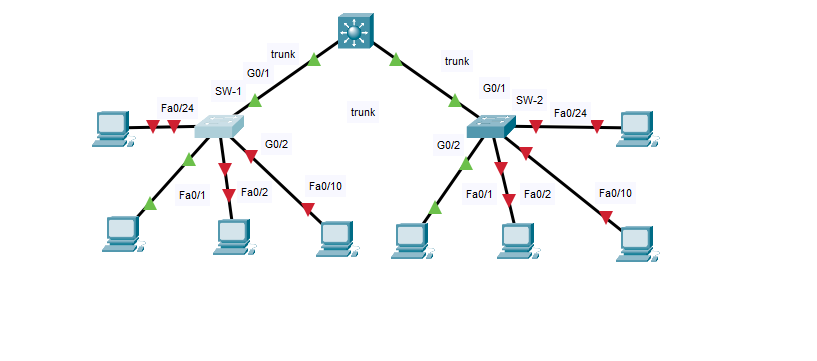 trunk
trunk
G0/1
G0/1
SW-1
SW-2
Fa0/24
trunk
Fa0/24
G0/2
G0/2
Fa0/1
Fa0/2
Fa0/10
Fa0/1
Fa0/2
Fa0/10